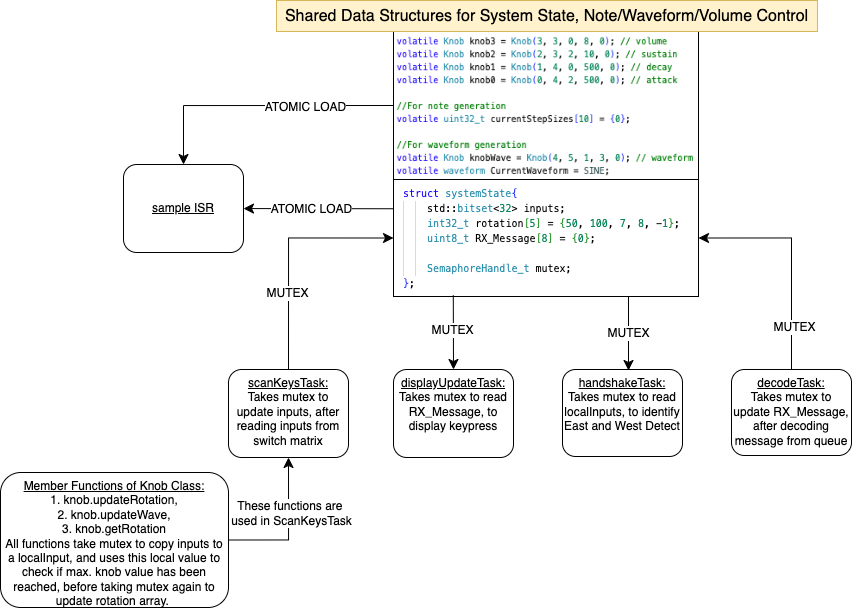 Shared Data Structures for System State, Note/Waveform/Volume Control
volatile Knob knob3 = Knob(3, 3, 0, 8, 0); // volume
volatile Knob knob2 = Knob(2, 3, 2, 10, 0); // sustain
volatile Knob knob1 = Knob(1, 4, 0, 500, 0); // decay
volatile Knob knob0 = Knob(0, 4, 2, 500, 0); // attack
//For note generation
volatile uint32_t currentStepSizes[10] = {0};
//For waveform generation
volatile Knob knobWave = Knob(4, 5, 1, 3, 0); // waveform
volatile waveform CurrentWaveform = SINE;
struct systemState{
std::bitset<32> inputs;
int32_t rotation[5] = {50, 100, 7, 8, -1};
uint8_t RX_Message[8] = {0};
SemaphoreHandle_t mutex;
};
ATOMIC LOAD
sample ISR
ATOMIC LOAD
MUTEX
MUTEX
MUTEX
MUTEX
scanKeysTask:
Takes mutex to
update inputs, after
reading inputs from
switch matrix
displayUpdateTask:
Takes mutex to read
RX_Message, to
display keypress
handshakeTask:
Takes mutex to read
localInputs, to identify
East and West Detect
decodeTask:
Takes mutex to
update RX_Message,
after decoding
message from queue
Member Functions of Knob Class:
1. knob.updateRotation,
2. knob.updateWave,
3. knob.getRotation
All functions take mutex to copy inputs to
a localInput, and uses this local value to
check if max. knob value has been
reached, before taking mutex again to
update rotation array.
These functions are
used in ScanKeysTask